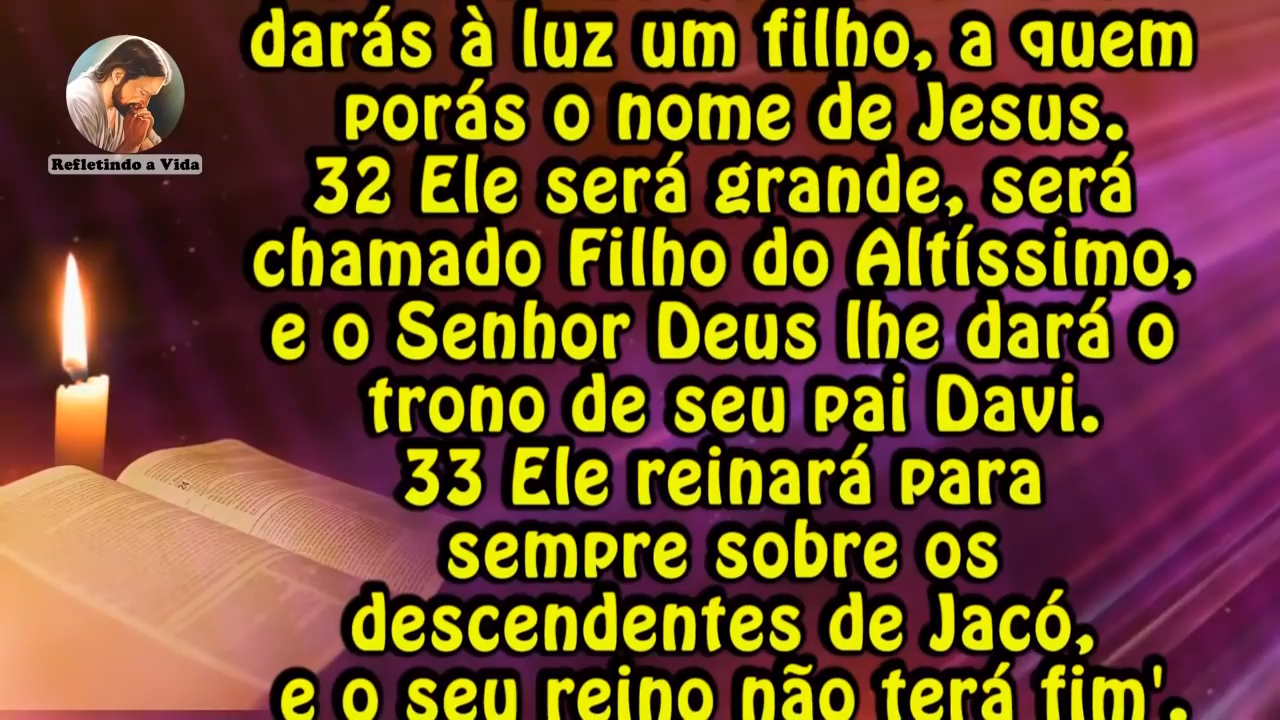 darás à luz um filho, a quem
porás o nome de Jesus.
Refletindo a Vida
32 Ele será grande, será
chamado Filho do Altíssimo,
e o Senhor Deus lhe dará o
trono de seu pai Davi.
33 Ele reinará para
sempre sobre os
descendentes de Jacó,
e o seu reino não terá fim'.